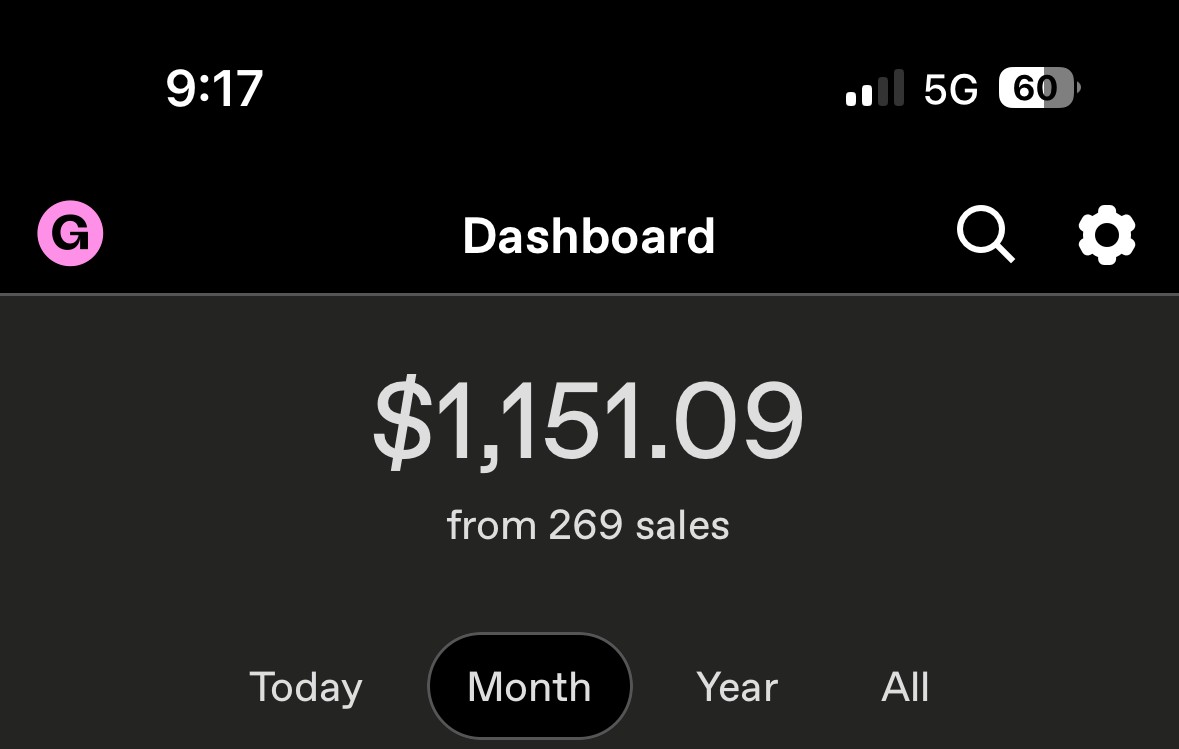 9:17 5G 60
G Dashboard
$1,151.09
from 269 sales
Today Month Year All